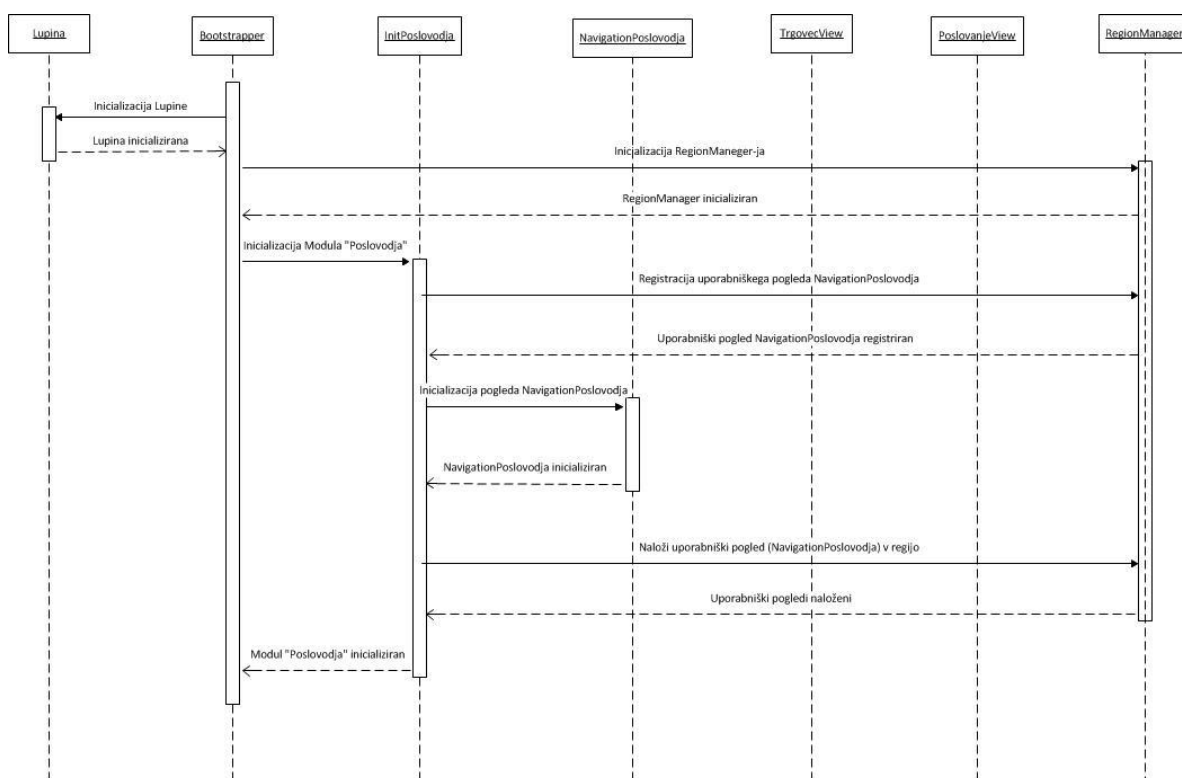 Lupina
Bootstrapper
InitPoslovodja
NavigationPoslovodja
TrgovecView
PoslovanjeView
RegionManager
Inicializacija Lupine
Lupina inicializirana
Inicializacija RegionManeger-ja
RegionManager inicializiran
Inicializacija Modula "Poslovodja"
Registracija uporabniškega pogleda NavigationPoslovodja
Uporabniški pogled NavigationPoslovodja registriran
Inicializacija pogleda NavigationPoslovodja
NavigationPoslovodja inicializiran
Naloži uporabniški pogled (NavigationPoslovodja) v regijo
Uporabniški pogledi naloženi
Modul "Poslovodja" inicializiran